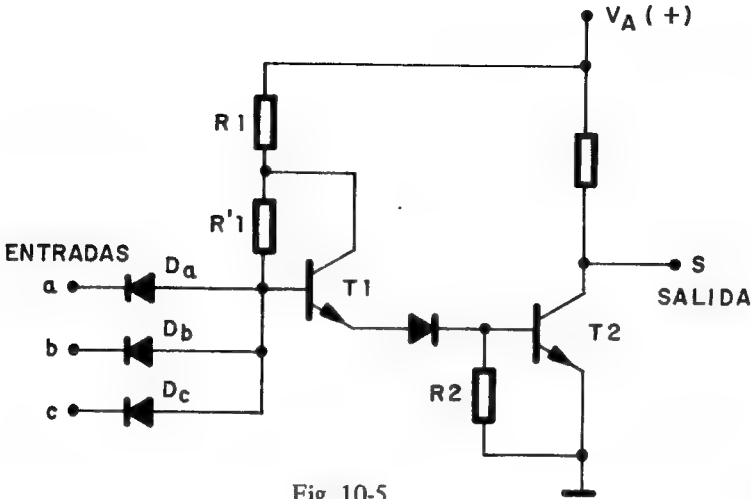 V_A (+)
R1
R'1
ENTRADAS
a
Da
T1
S
SALIDA
b
Db
T2
c
Dc
R2
Fig. 10-5